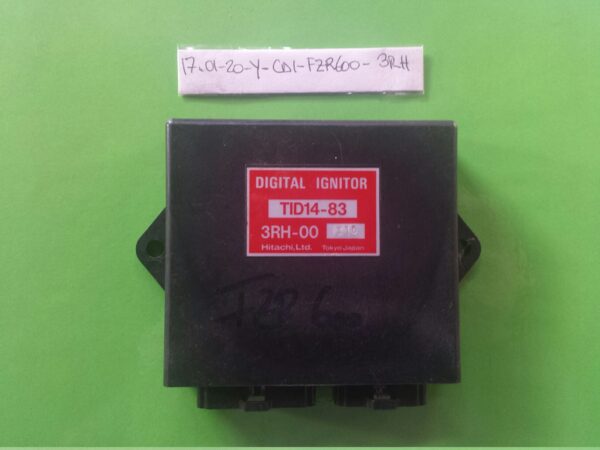 17-01-20-Y-CDI-FZR600-3RH
DIGITAL IGNITOR
TID14-83
3RH-00
Hitachi,Ltd. Tokyo Japan
FZR 600